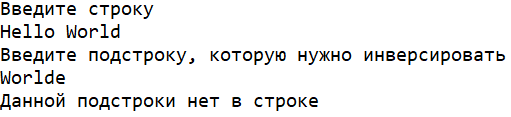 Введите строку
Hello World
Введите подстроку, которую нужно инверсировать
Worlde
Данной подстроки нет в строке